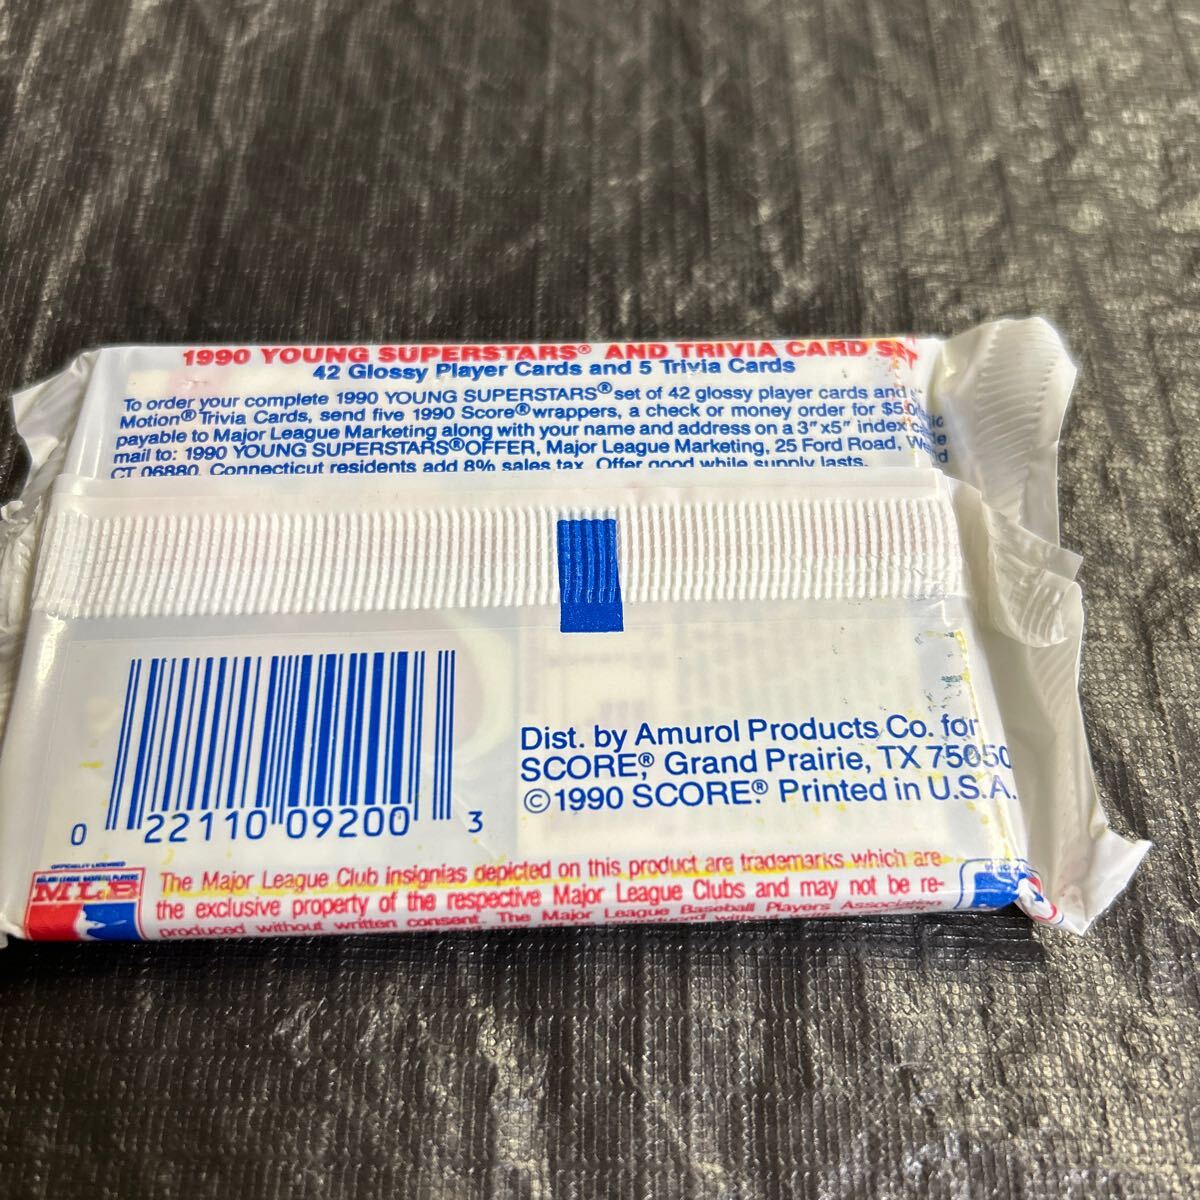 1990 YOUNG SUPERSTARS® AND TRIVIA CARD SET
42 Glossy Player Cards and 5 Trivia Cards
To order your complete 1990 YOUNG SUPERSTARS® set of 42 glossy player cards and
Motion® Trivia Cards, send five 1990 Score® wrappers, a check or money order for
payable to Major League Marketing along with your name and address on a 3" x5" index
mail to: 1990 YOUNG SUPERSTARS® OFFER, Major League Marketing, 25 Ford Road,
CT 06880. Connecticut residents add 8% sales tax. Offer good while supply lasts.
Dist. by Amurol Products Co. for
SCORE®, Grand Prairie, TX 75050
© 1990 SCORE®. Printed in U.S.A.
0 22110 09200 3
OFFICIALLY LICENSED
MAJOR LEAGUE BASEBALL PLAYERS
MLB
The Major League Club insignias depicted on this product are trademarks which are
the exclusive property of the respective Major League Clubs and may not be re-
produced without written consent. The Major League Baseball Players Association